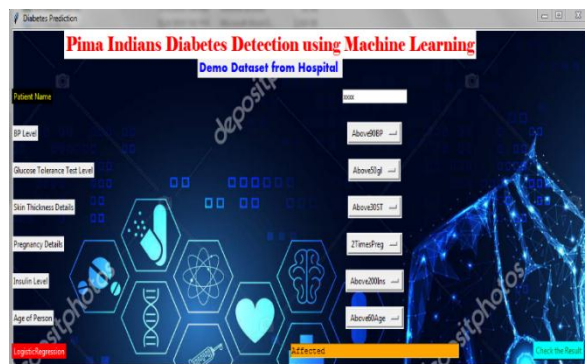 Diabetes Prediction
Pima Indians Diabetes Detection using Machine Learning
Demo Dataset from Hospital
Patient Name
xxxx
BP Level
Above90BP
Glucose Tolerance Test Level
Above50gl
Skin Thickness Details
Above30ST
Pregnancy Details
2TimesPreg
Insulin Level
Above200Ins
Age of Person
Above60Age
LogisticRegression
Affected
Check the Result
depositphotos
depositphotos